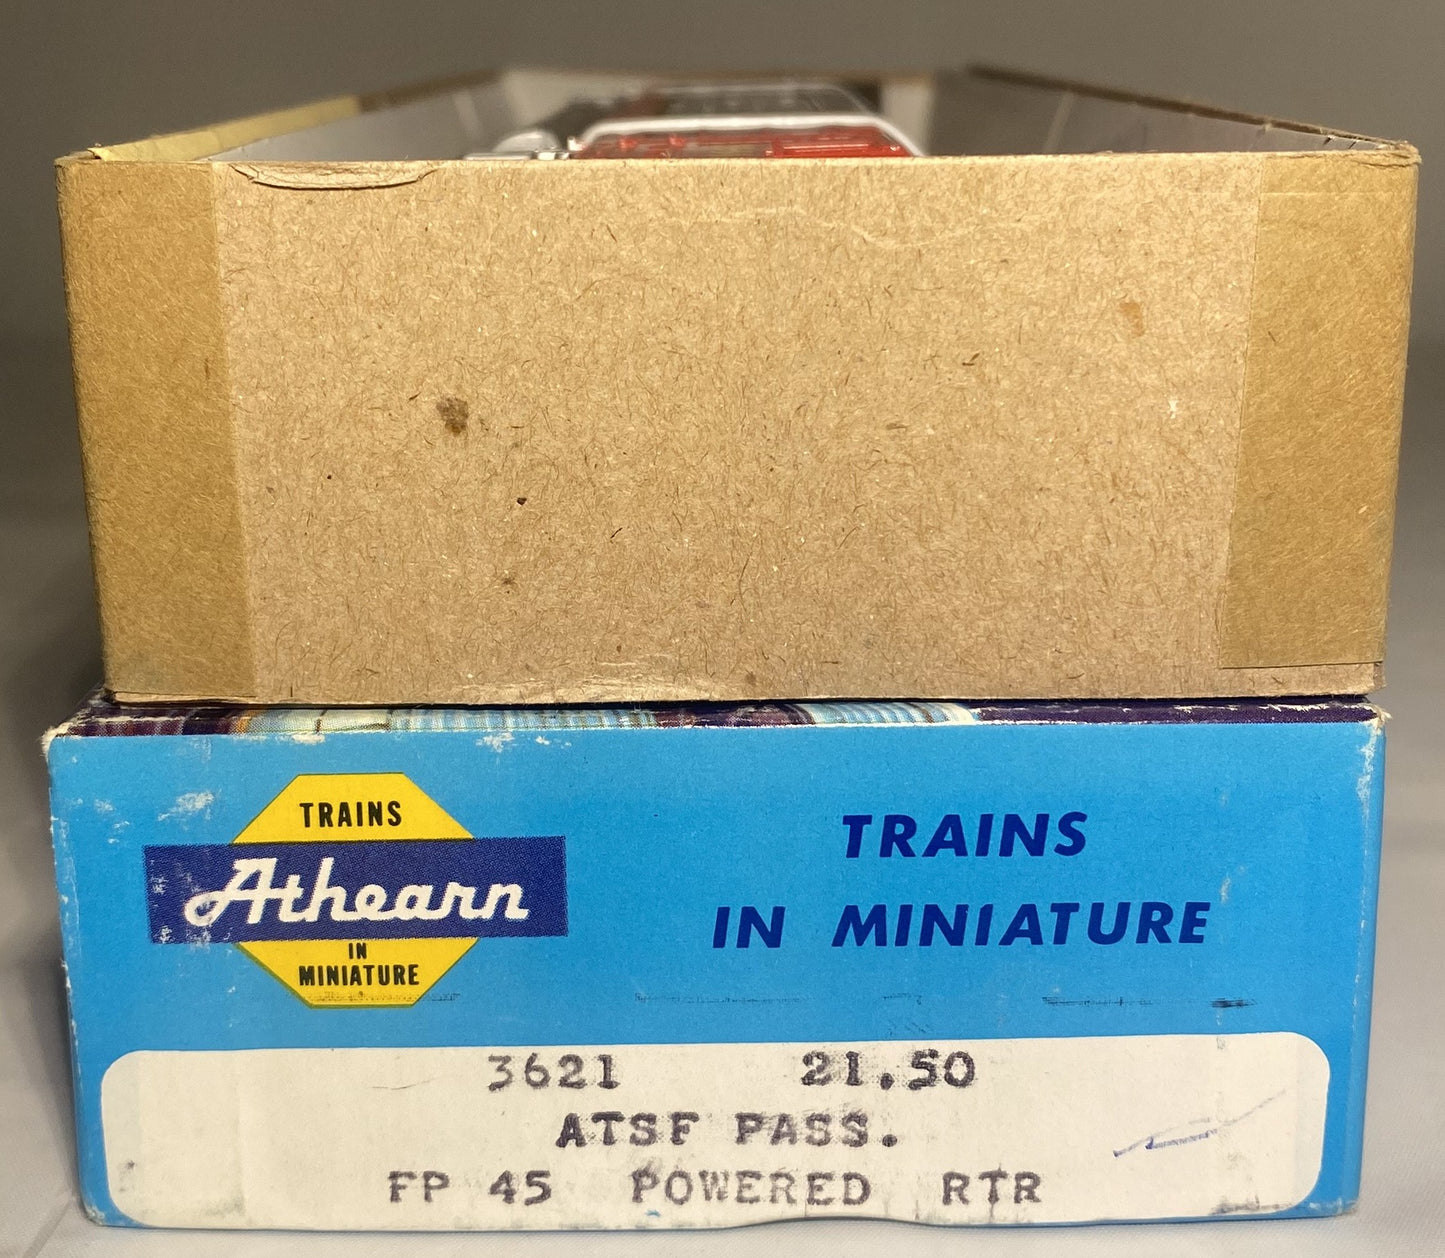 TRAINS
Athearn
IN
MINIATURE
TRAINS
IN MINIATURE
3621 21.50
ATSF PASS.
FP 45 POWERED RTR